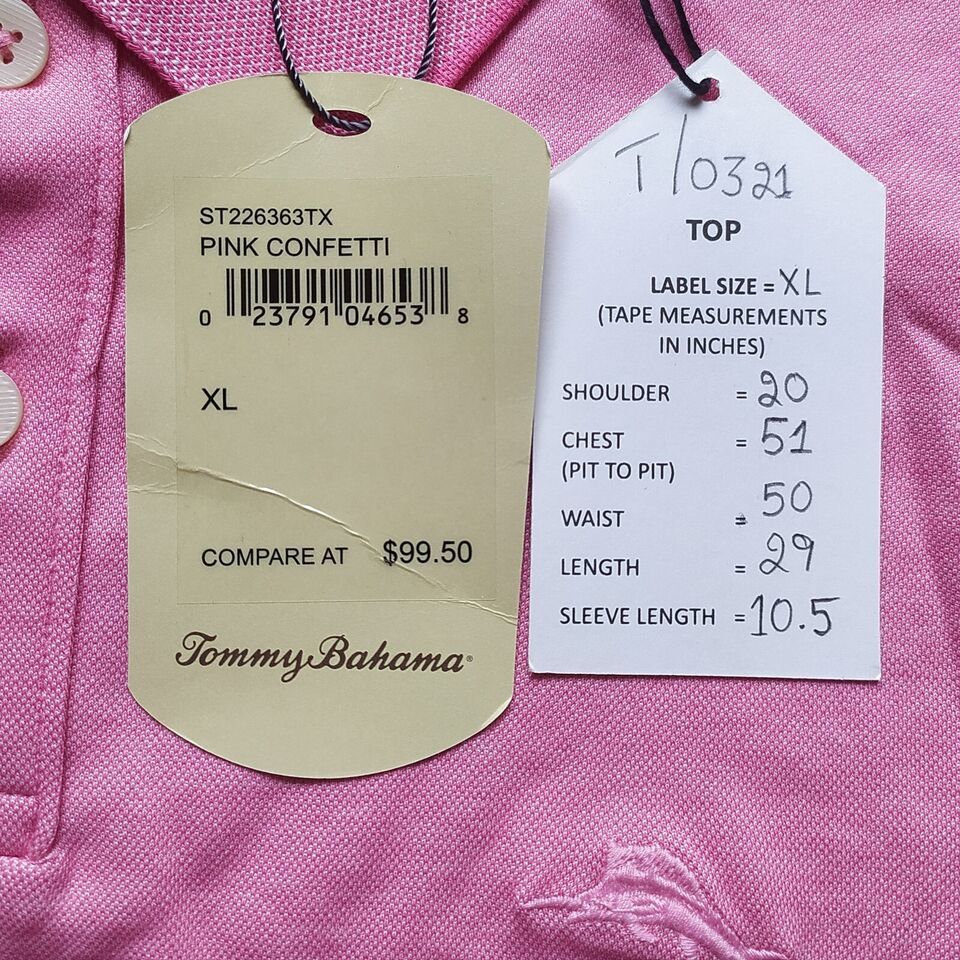 ST226363TX
PINK CONFETTI
0 23791 04653 8
XL
COMPARE AT $99.50
Tommy Bahama®
T/0321
TOP
LABEL SIZE = XL
(TAPE MEASUREMENTS
IN INCHES)
SHOULDER = 20
CHEST = 51
(PIT TO PIT)
WAIST = 50
LENGTH = 29
SLEEVE LENGTH = 10.5